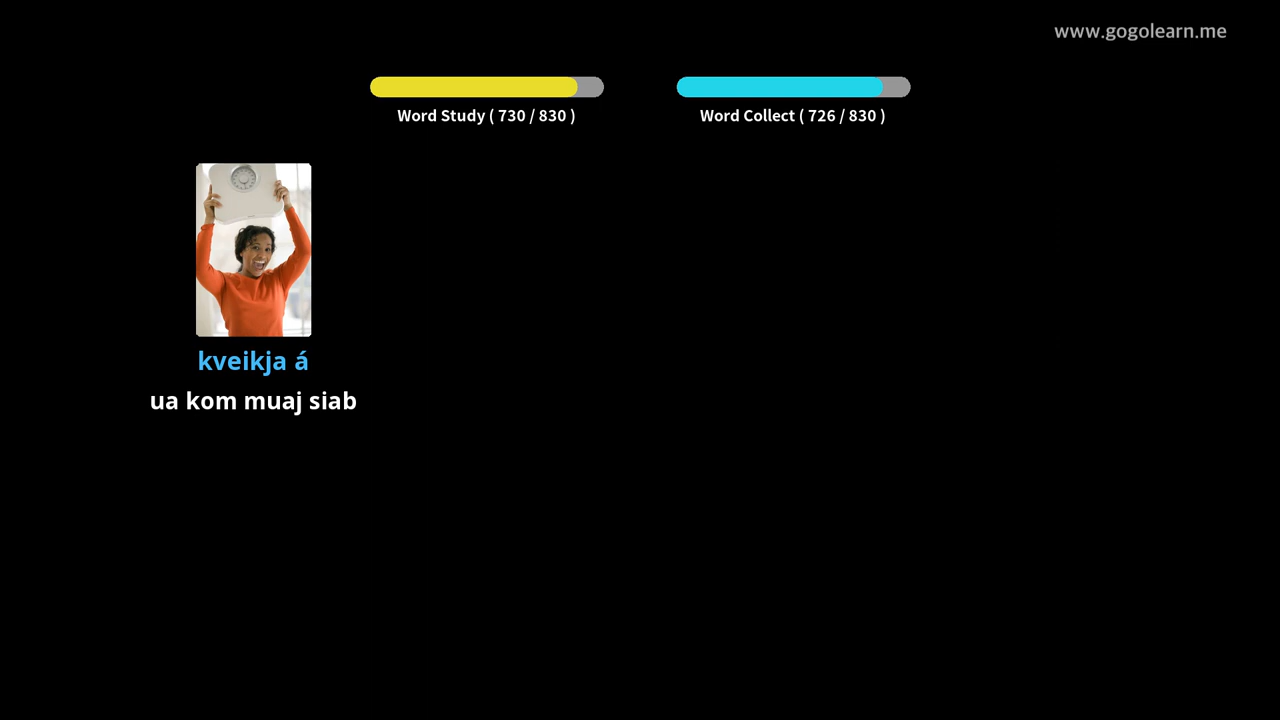 www.gogolearn.me
Word Study ( 730 / 830 )
Word Collect ( 726 / 830 )
kveikja á
ua kom muaj siab